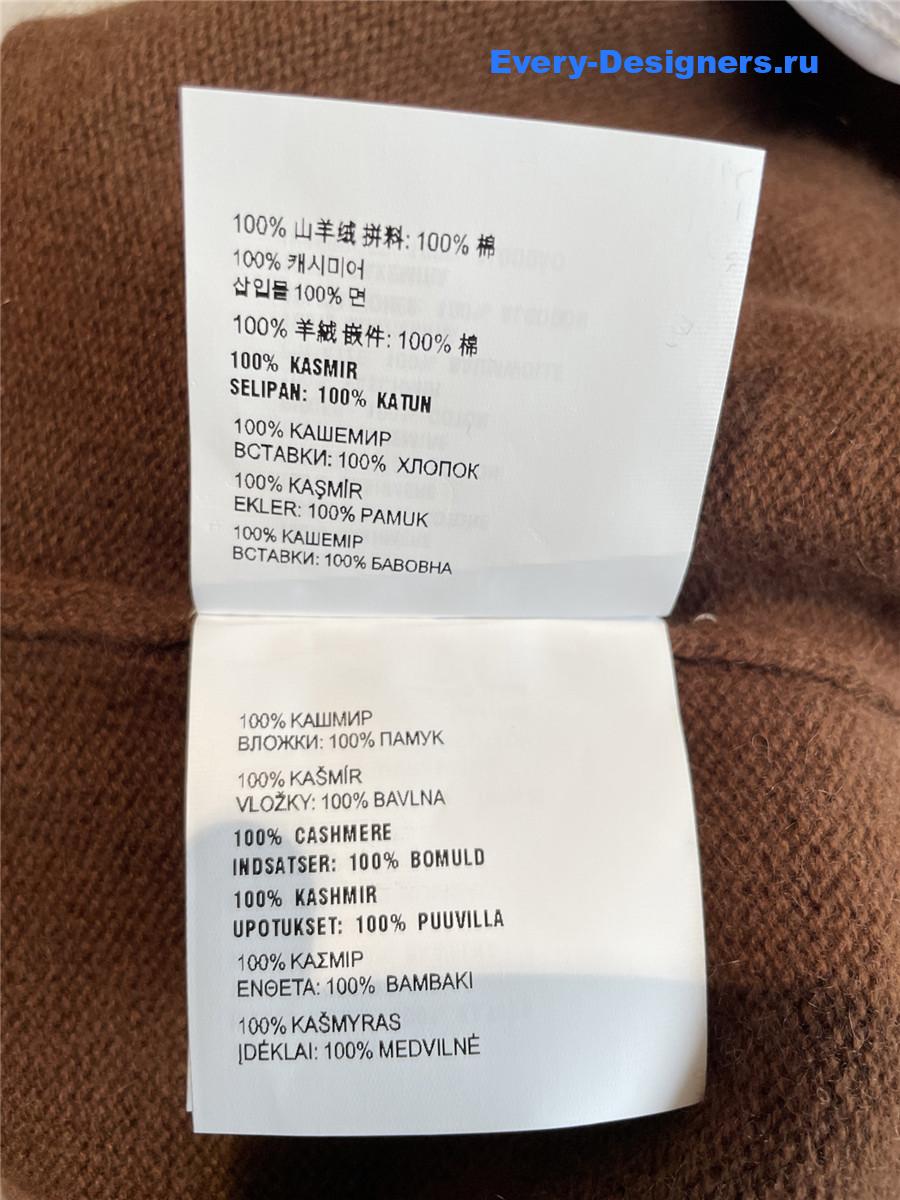 Every-Designers.ru
100% 山羊绒 拼料: 100% 棉
100% 캐시미어
삽입물 100% 면
100% 羊絨 嵌件: 100% 棉
100% KASMIR
SELIPAN: 100% KATUN
100% КАШЕМИР
ВСТАВКИ: 100% ХЛОПОК
100% KAŞMİR
EKLER: 100% PAMUK
100% КАШЕМІР
ВСТАВКИ: 100% БАВОВНА
100% КАШМИР
ВЛОЖКИ: 100% ПАМУК
100% KAŠMÍR
VLOŽKY: 100% BAVLNA
100% CASHMERE
INDSATSER: 100% BOMULD
100% KASHMIR
UPOTUKSET: 100% PUUVILLA
100% ΚΑΣΜΙΡ
ΕΝΘΕΤΑ: 100% ΒΑΜΒΑΚΙ
100% KAŠMYRAS
ĮDĖKLAI: 100% MEDVILNĖ